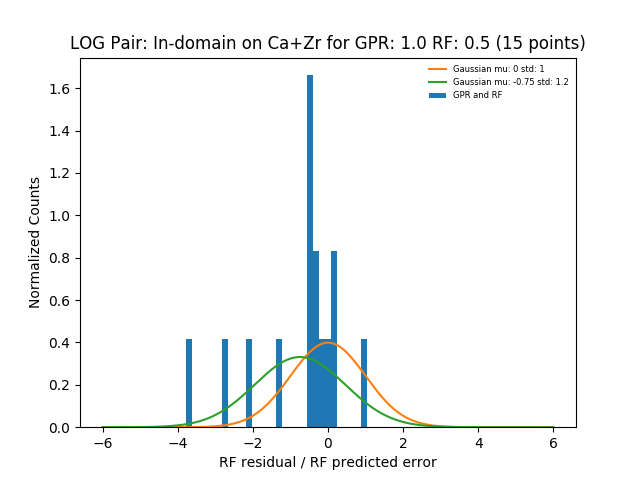 LOG Pair: In-domain on Ca+Zr for GPR: 1.0 RF: 0.5 (15 points)
Gaussian mu: 0 std: 1
Gaussian mu: -0.75 std: 1.2
GPR and RF
Normalized Counts
1.6
1.4
1.2
1.0
0.8
0.6
0.4
0.2
0.0
−6 −4 −2 0 2 4 6
RF residual / RF predicted error